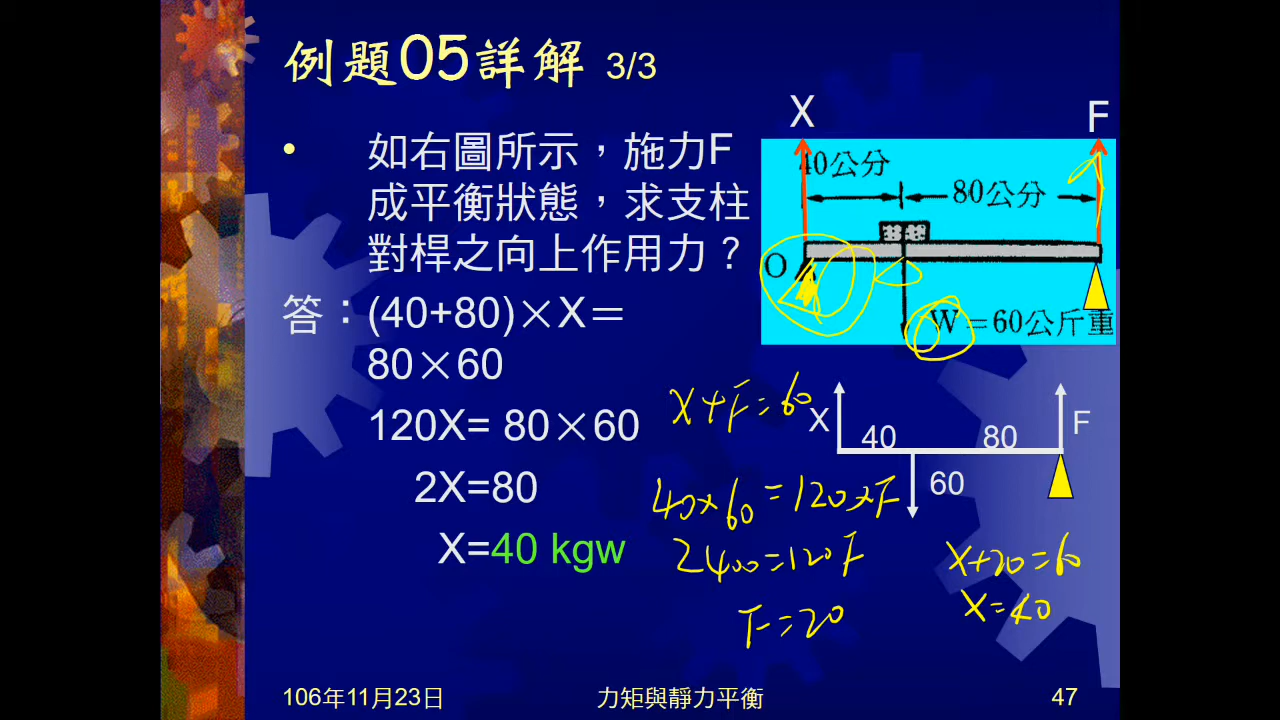 例題05詳解 3/3
• 如右圖所示，施力F
成平衡狀態，求支柱
對桿之向上作用力？
答：(40+80)×X＝
80×60
120X= 80×60
2X=80
X=40 kgw
X
F
40公分
80公分
O
W＝60公斤重
X
40
80
F
60
X+F=60
40×60=120×F
2400=120F
F=20
X+20=60
X=40
106年11月23日
力矩與靜力平衡
47